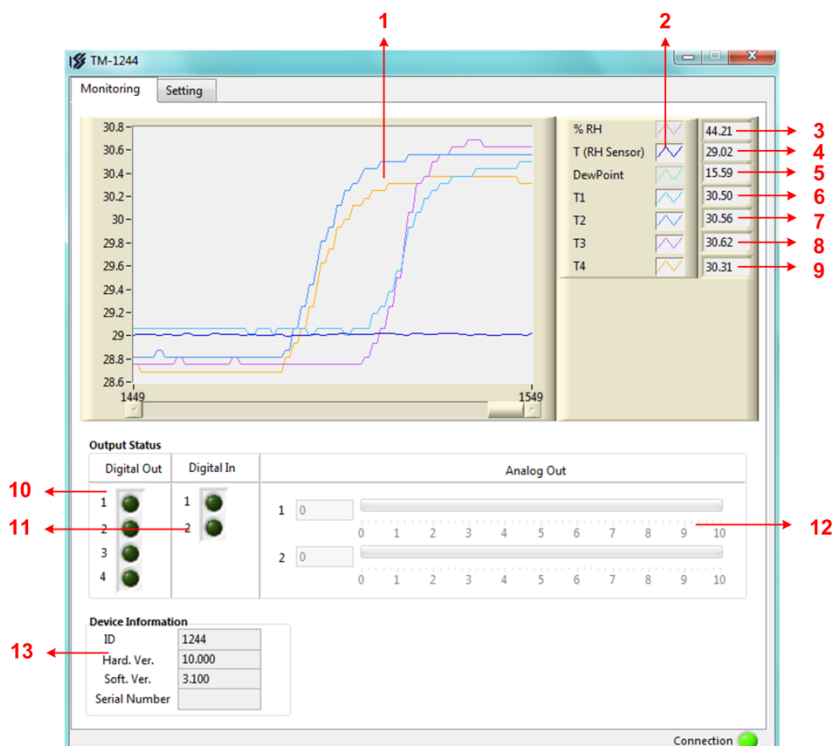 1 2
TM-1244
Monitoring Setting
30.8
30.6
30.4
30.2
30
29.8
29.6
29.4
29.2
29
28.8
28.6
1449 1549
% RH 44.21 3
T (RH Sensor) 29.02 4
DewPoint 15.59 5
T1 30.50 6
T2 30.56 7
T3 30.62 8
T4 30.31 9
Output Status
Digital Out Digital In Analog Out
10 1 1
11 2 2
3
4
1 0
0 1 2 3 4 5 6 7 8 9 10 12
2 0
0 1 2 3 4 5 6 7 8 9 10
Device Information
ID 1244
13 Hard. Ver. 10.000
Soft. Ver. 3.100
Serial Number
Connection